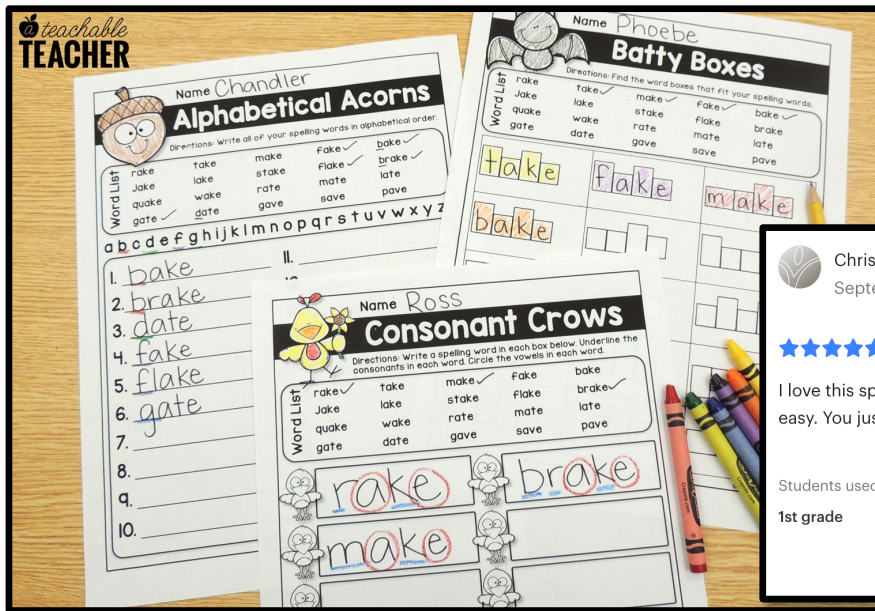 a teachable
TEACHER
Name Chandler
Alphabetical Acorns
Directions: Write all of your spelling words in alphabetical order.
Word List
rake take make fake ✓ bake ✓
Jake lake stake flake ✓ brake ✓
quake wake rate mate late
gate ✓ date gave save pave
a b c d e f g h i j k l m n o p q r s t u v w x y z
1. bake
2. brake
3. date
4. fake
5. flake
6. gate
7.
8.
9.
10.
11.
Name Phoebe
Batty Boxes
Directions: Find the word boxes that fit your spelling words.
Word List
rake take ✓ make ✓ fake ✓ bake ✓
Jake lake stake flake brake
quake wake rate mate late
gate date gave save pave
take flake make
bake
Name Ross
Consonant Crows
Directions: Write a spelling word in each box below. Underline the
consonants in each word. Circle the vowels in each word.
Word List
rake ✓ take make ✓ fake bake
Jake lake stake flake brake ✓
quake wake rate mate late
gate date gave save pave
rake brake
make
Chris
Septe
I love this sp
easy. You jus
Students used
1st grade